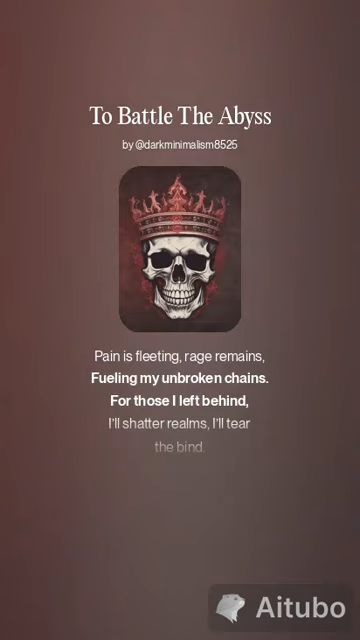 To Battle The Abyss
by @darkminimalism8525
Pain is fleeting, rage remains,
Fueling my unbroken chains.
For those I left behind,
I'll shatter realms, I'll tear
the bind.
Aitubo